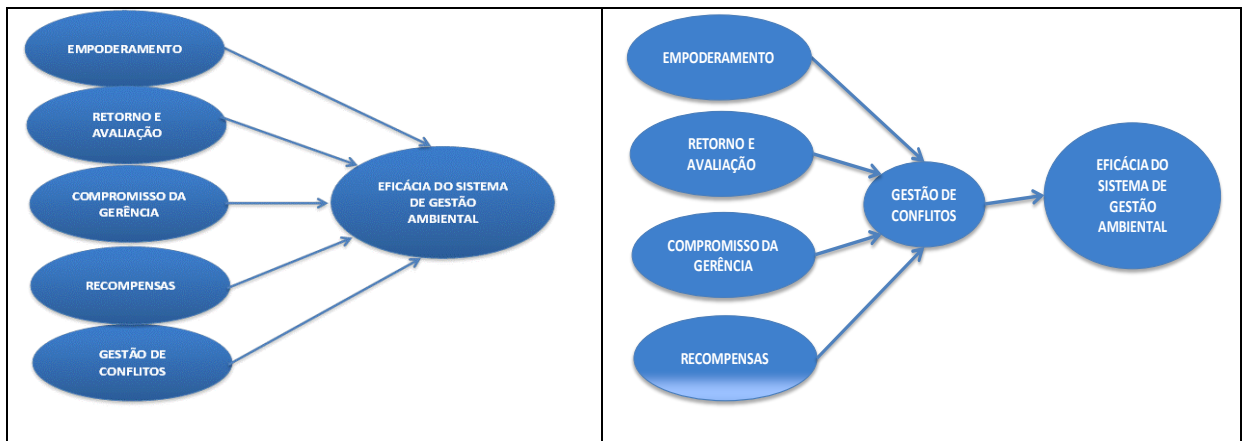 EMPODERAMENTO
RETORNO E
AVALIAÇÃO
COMPROMISSO DA
GERÊNCIA
RECOMPENSAS
GESTÃO DE
CONFLITOS
EFICÁCIA DO SISTEMA
DE GESTÃO
AMBIENTAL
EMPODERAMENTO
RETORNO E
AVALIAÇÃO
COMPROMISSO DA
GERÊNCIA
RECOMPENSAS
GESTÃO DE
CONFLITOS
EFICÁCIA DO
SISTEMA DE
GESTÃO
AMBIENTAL